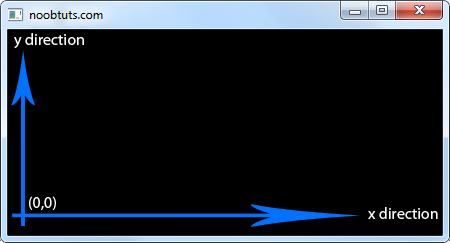 noobtuts.com
y direction
(0,0)
x direction